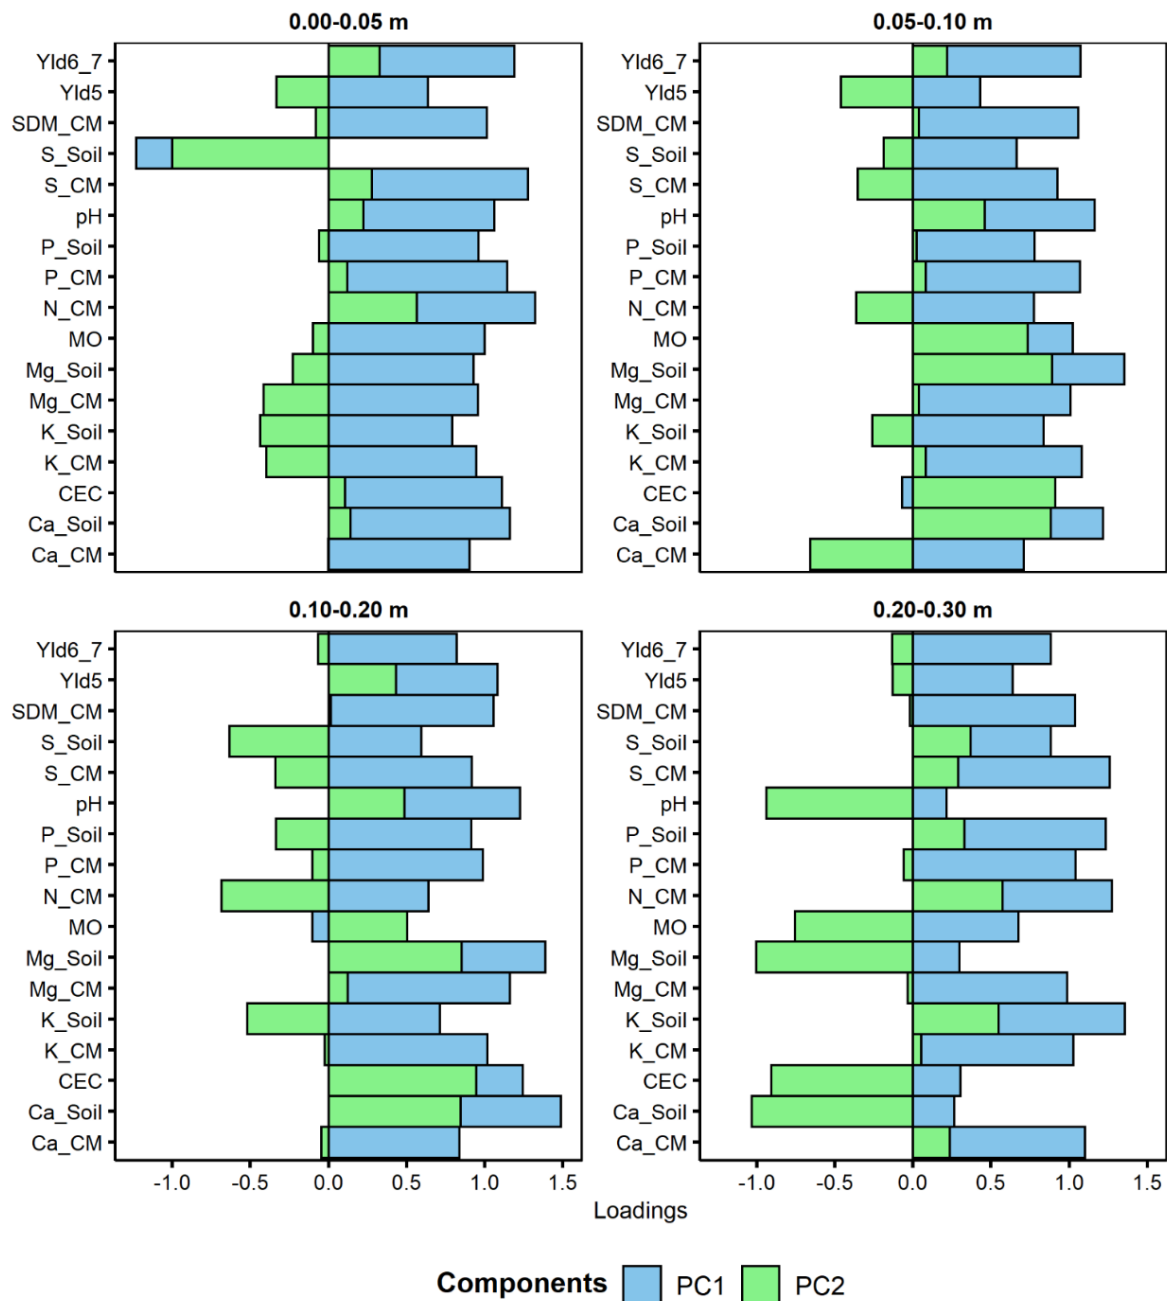 0.00-0.05 m
0.05-0.10 m
Yld6_7
Yld5
SDM_CM
S_Soil
S_CM
pH
P_Soil
P_CM
N_CM
MO
Mg_Soil
Mg_CM
K_Soil
K_CM
CEC
Ca_Soil
Ca_CM
Yld6_7
Yld5
SDM_CM
S_Soil
S_CM
pH
P_Soil
P_CM
N_CM
MO
Mg_Soil
Mg_CM
K_Soil
K_CM
CEC
Ca_Soil
Ca_CM
0.10-0.20 m
0.20-0.30 m
Yld6_7
Yld5
SDM_CM
S_Soil
S_CM
pH
P_Soil
P_CM
N_CM
MO
Mg_Soil
Mg_CM
K_Soil
K_CM
CEC
Ca_Soil
Ca_CM
Yld6_7
Yld5
SDM_CM
S_Soil
S_CM
pH
P_Soil
P_CM
N_CM
MO
Mg_Soil
Mg_CM
K_Soil
K_CM
CEC
Ca_Soil
Ca_CM
-1.0 -0.5 0.0 0.5 1.0 1.5
-1.0 -0.5 0.0 0.5 1.0 1.5
Loadings
Components PC1 PC2